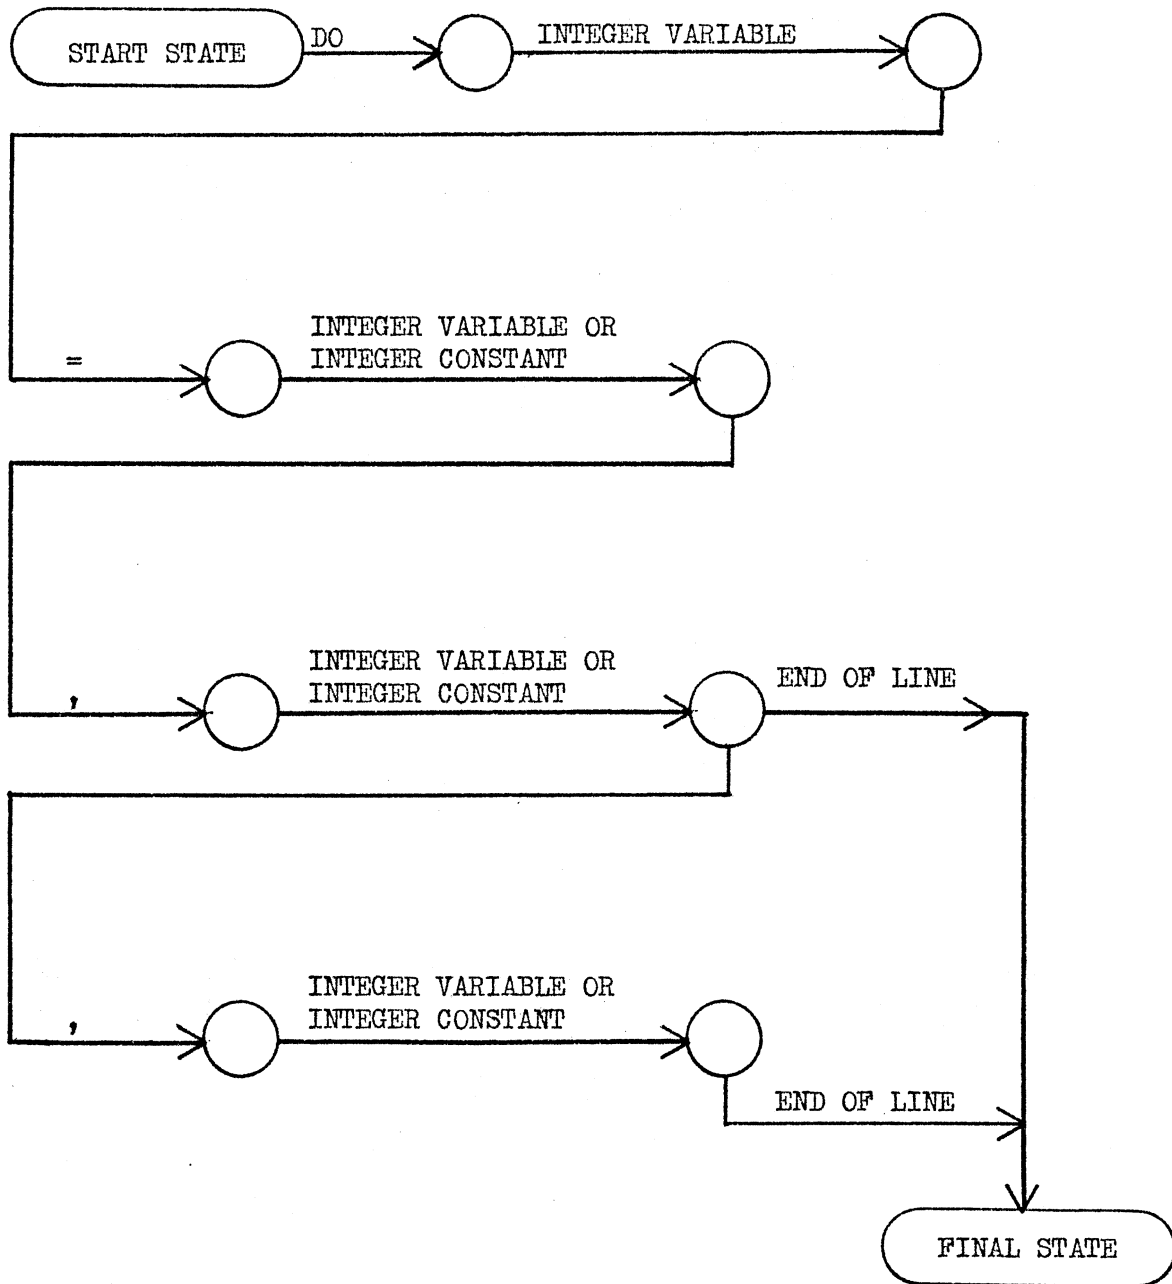 START STATE
DO
INTEGER VARIABLE
=
INTEGER VARIABLE OR
INTEGER CONSTANT
,
INTEGER VARIABLE OR
INTEGER CONSTANT
END OF LINE
,
INTEGER VARIABLE OR
INTEGER CONSTANT
END OF LINE
FINAL STATE